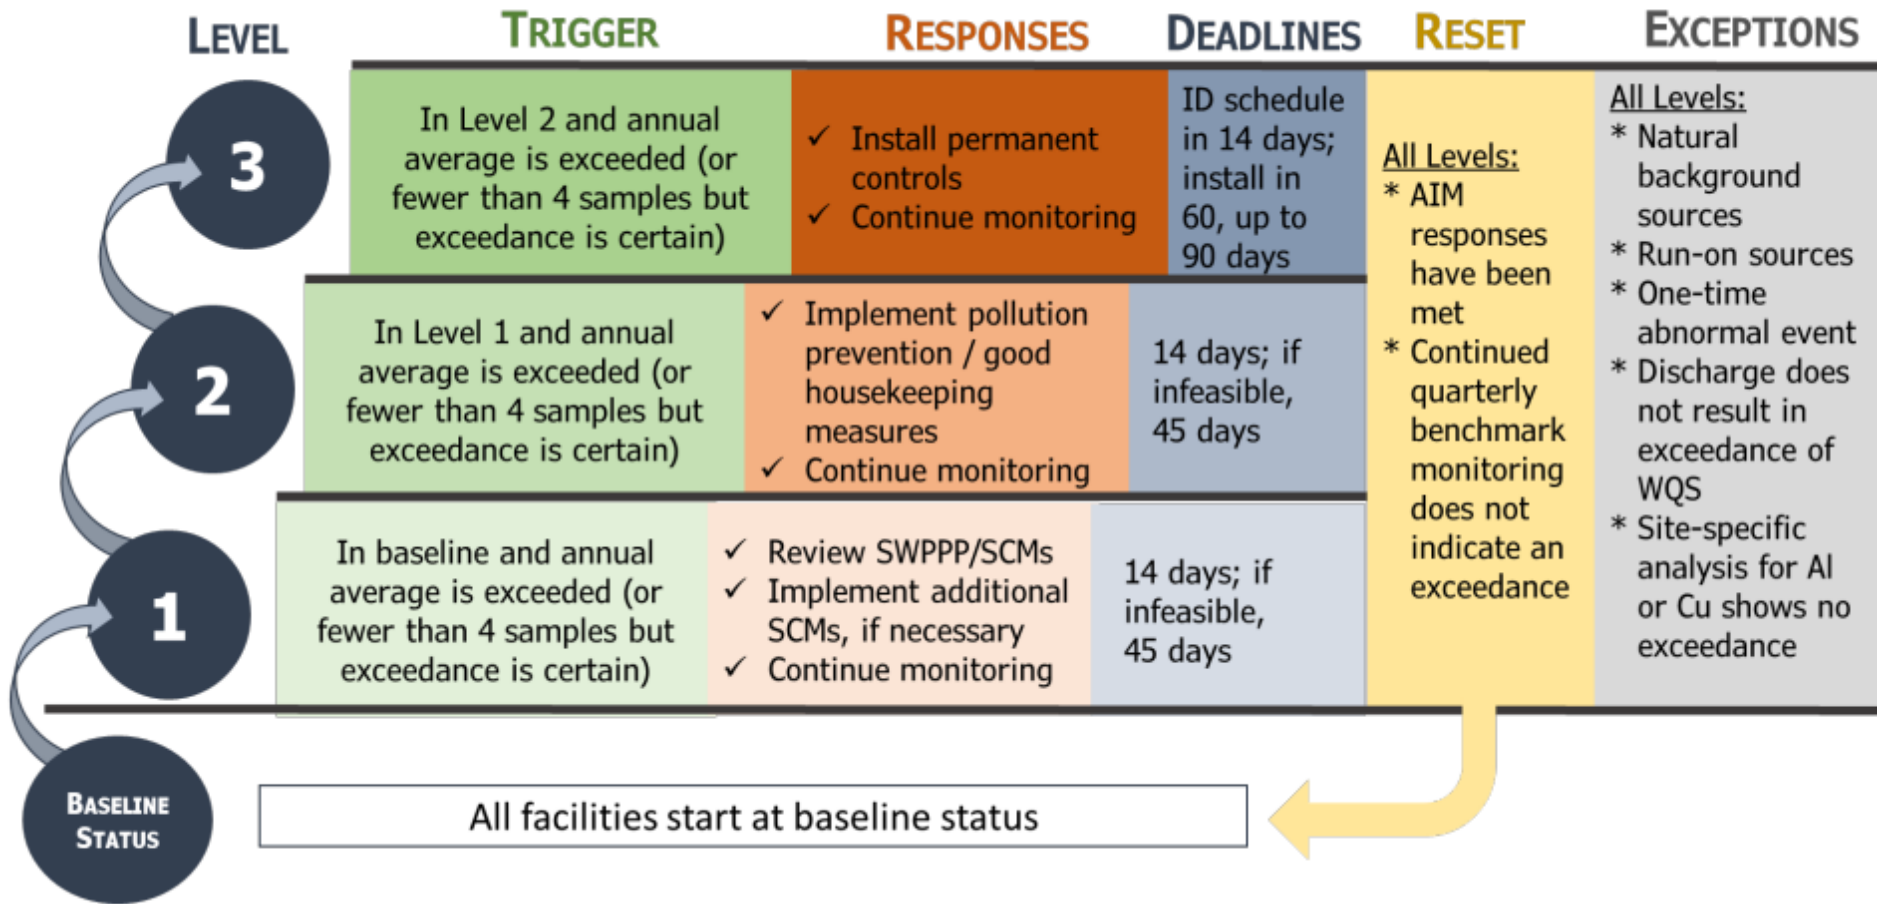 LEVEL
TRIGGER
RESPONSES
DEADLINES
RESET
EXCEPTIONS
3
In Level 2 and annual
average is exceeded (or
fewer than 4 samples but
exceedance is certain)
✓ Install permanent
controls
✓ Continue monitoring
ID schedule
in 14 days;
install in
60, up to
90 days
2
In Level 1 and annual
average is exceeded (or
fewer than 4 samples but
exceedance is certain)
✓ Implement pollution
prevention / good
housekeeping
measures
✓ Continue monitoring
14 days; if
infeasible,
45 days
1
In baseline and annual
average is exceeded (or
fewer than 4 samples but
exceedance is certain)
✓ Review SWPPP/SCMs
✓ Implement additional
SCMs, if necessary
✓ Continue monitoring
14 days; if
infeasible,
45 days
All Levels:
* AIM
responses
have been
met
* Continued
quarterly
benchmark
monitoring
does not
indicate an
exceedance
All Levels:
* Natural
background
sources
* Run-on sources
* One-time
abnormal event
* Discharge does
not result in
exceedance of
WQS
* Site-specific
analysis for Al
or Cu shows no
exceedance
BASELINE
STATUS
All facilities start at baseline status